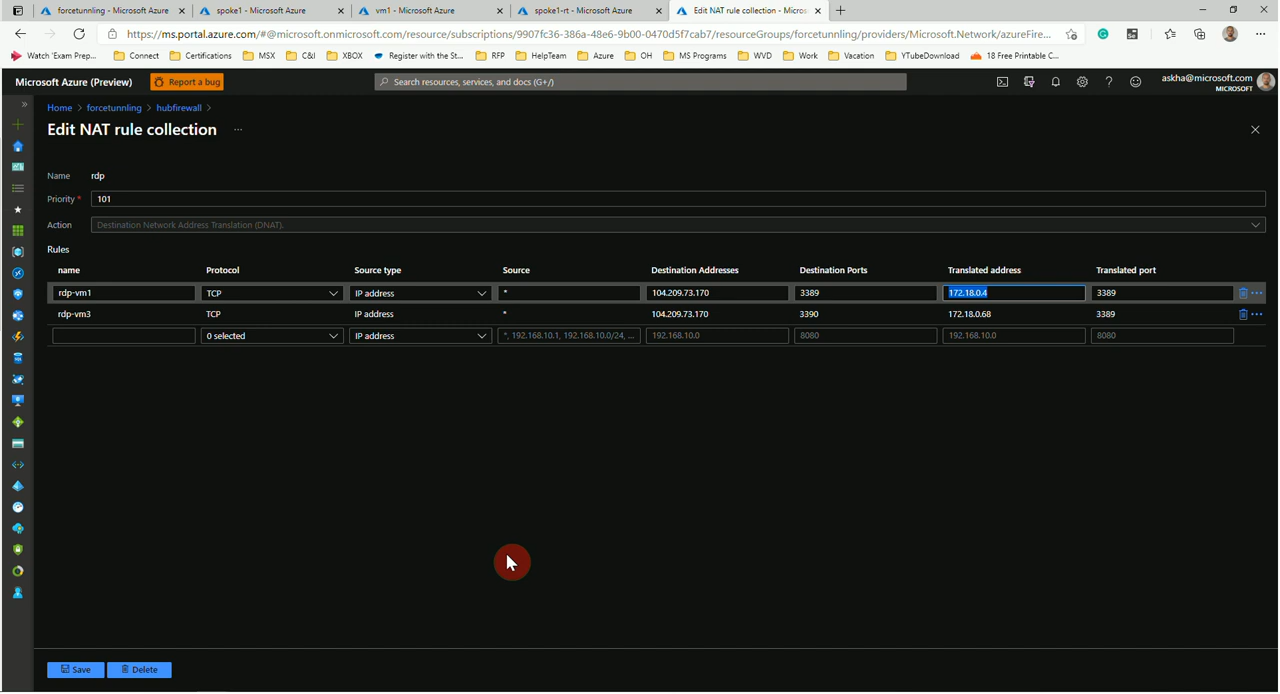 forcetunnling - Microsoft Azure
spoke1 - Microsoft Azure
vm1 - Microsoft Azure
spoke1-rt - Microsoft Azure
Edit NAT rule collection - Micros
https://ms.portal.azure.com/#@microsoft.onmicrosoft.com/resource/subscriptions/9907fc36-386a-48e6-9b00-0470d5f7cab7/resourceGroups/forcetunnling/providers/Microsoft.Network/azureFire...
Watch 'Exam Prep... Connect Certifications MSX C&I XBOX Register with the St... RFP HelpTeam Azure OH MS Programs WVD Work Vacation YTubeDownload 18 Free Printable C...
Microsoft Azure (Preview) Report a bug Search resources, services, and docs (G+/) askha@microsoft.com
MICROSOFT
Home > forcetunnling > hubfirewall >
Edit NAT rule collection ...
Name rdp
Priority * 101
Action Destination Network Address Translation (DNAT).
Rules
name Protocol Source type Source Destination Addresses Destination Ports Translated address Translated port
rdp-vm1 TCP IP address * 104.209.73.170 3389 172.18.0.4 3389
rdp-vm3 TCP IP address * 104.209.73.170 3390 172.18.0.68 3389
0 selected IP address *, 192.168.10.1, 192.168.10.0/24, ... 192.168.10.0 8080 192.168.10.0 8080
Save Delete